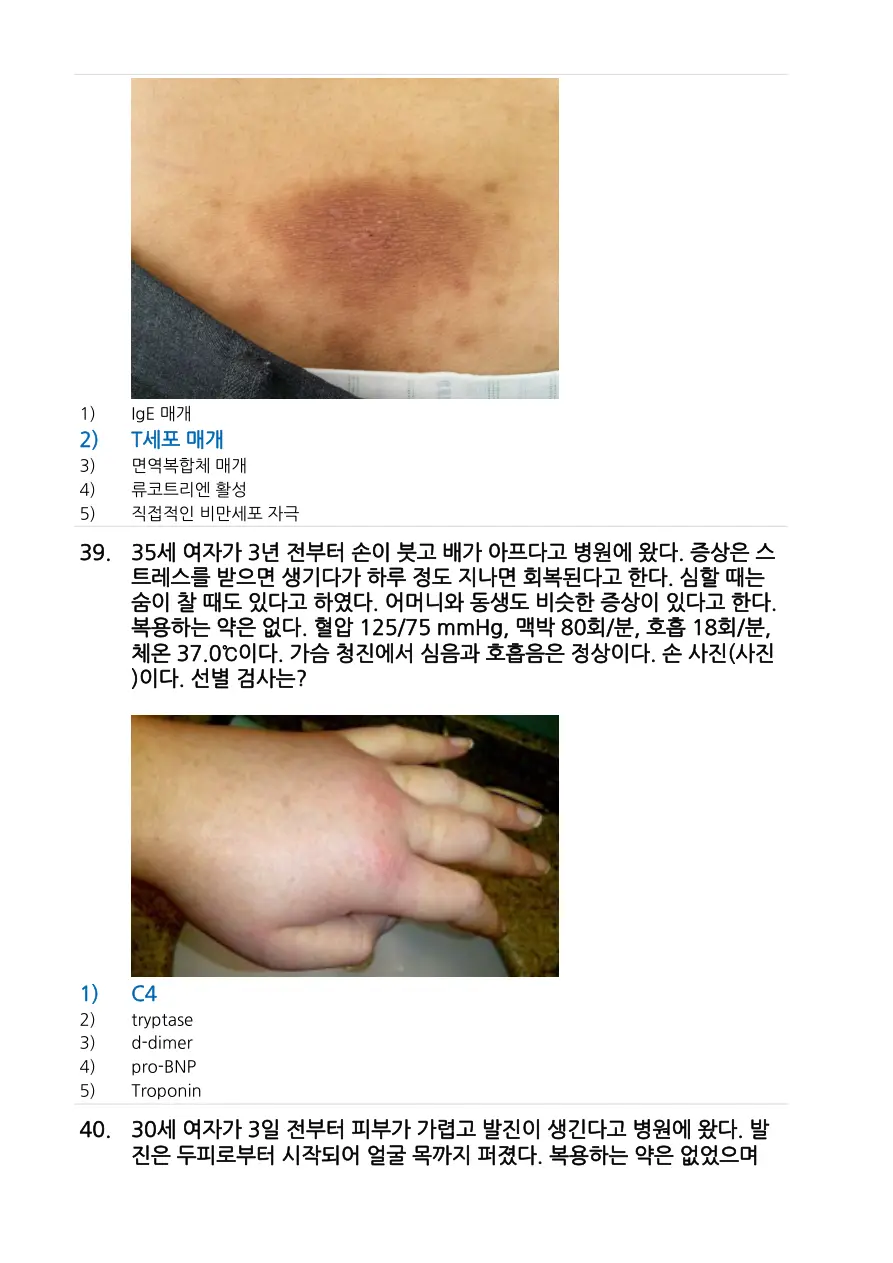 1) IgE 매개
2) T세포 매개
3) 면역복합체 매개
4) 류코트리엔 활성
5) 직접적인 비만세포 자극
39. 35세 여자가 3년 전부터 손이 붓고 배가 아프다고 병원에 왔다. 증상은 스
트레스를 받으면 생기다가 하루 정도 지나면 회복된다고 한다. 심할 때는
숨이 찰 때도 있다고 하였다. 어머니와 동생도 비슷한 증상이 있다고 한다.
복용하는 약은 없다. 혈압 125/75 mmHg, 맥박 80회/분, 호흡 18회/분,
체온 37.0℃이다. 가슴 청진에서 심음과 호흡음은 정상이다. 손 사진(사진
)이다. 선별 검사는?
1) C4
2) tryptase
3) d-dimer
4) pro-BNP
5) Troponin
40. 30세 여자가 3일 전부터 피부가 가렵고 발진이 생긴다고 병원에 왔다. 발
진은 두피로부터 시작되어 얼굴 목까지 퍼졌다. 복용하는 약은 없었으며